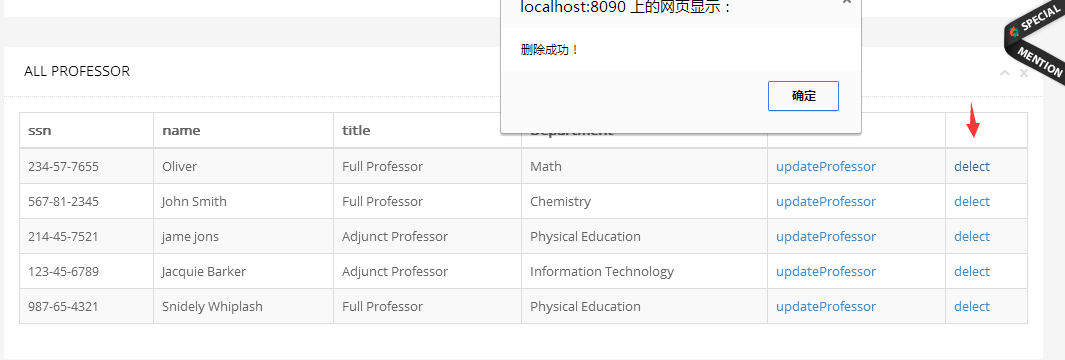 localhost:8090 上的网页显示：
删除成功！
确定
SPECIAL
MENTION
ALL PROFESSOR
ssn name title Department
234-57-7655 Oliver Full Professor Math updateProfessor delect
567-81-2345 John Smith Full Professor Chemistry updateProfessor delect
214-45-7521 jame jons Adjunct Professor Physical Education updateProfessor delect
123-45-6789 Jacquie Barker Adjunct Professor Information Technology updateProfessor delect
987-65-4321 Snidely Whiplash Full Professor Physical Education updateProfessor delect